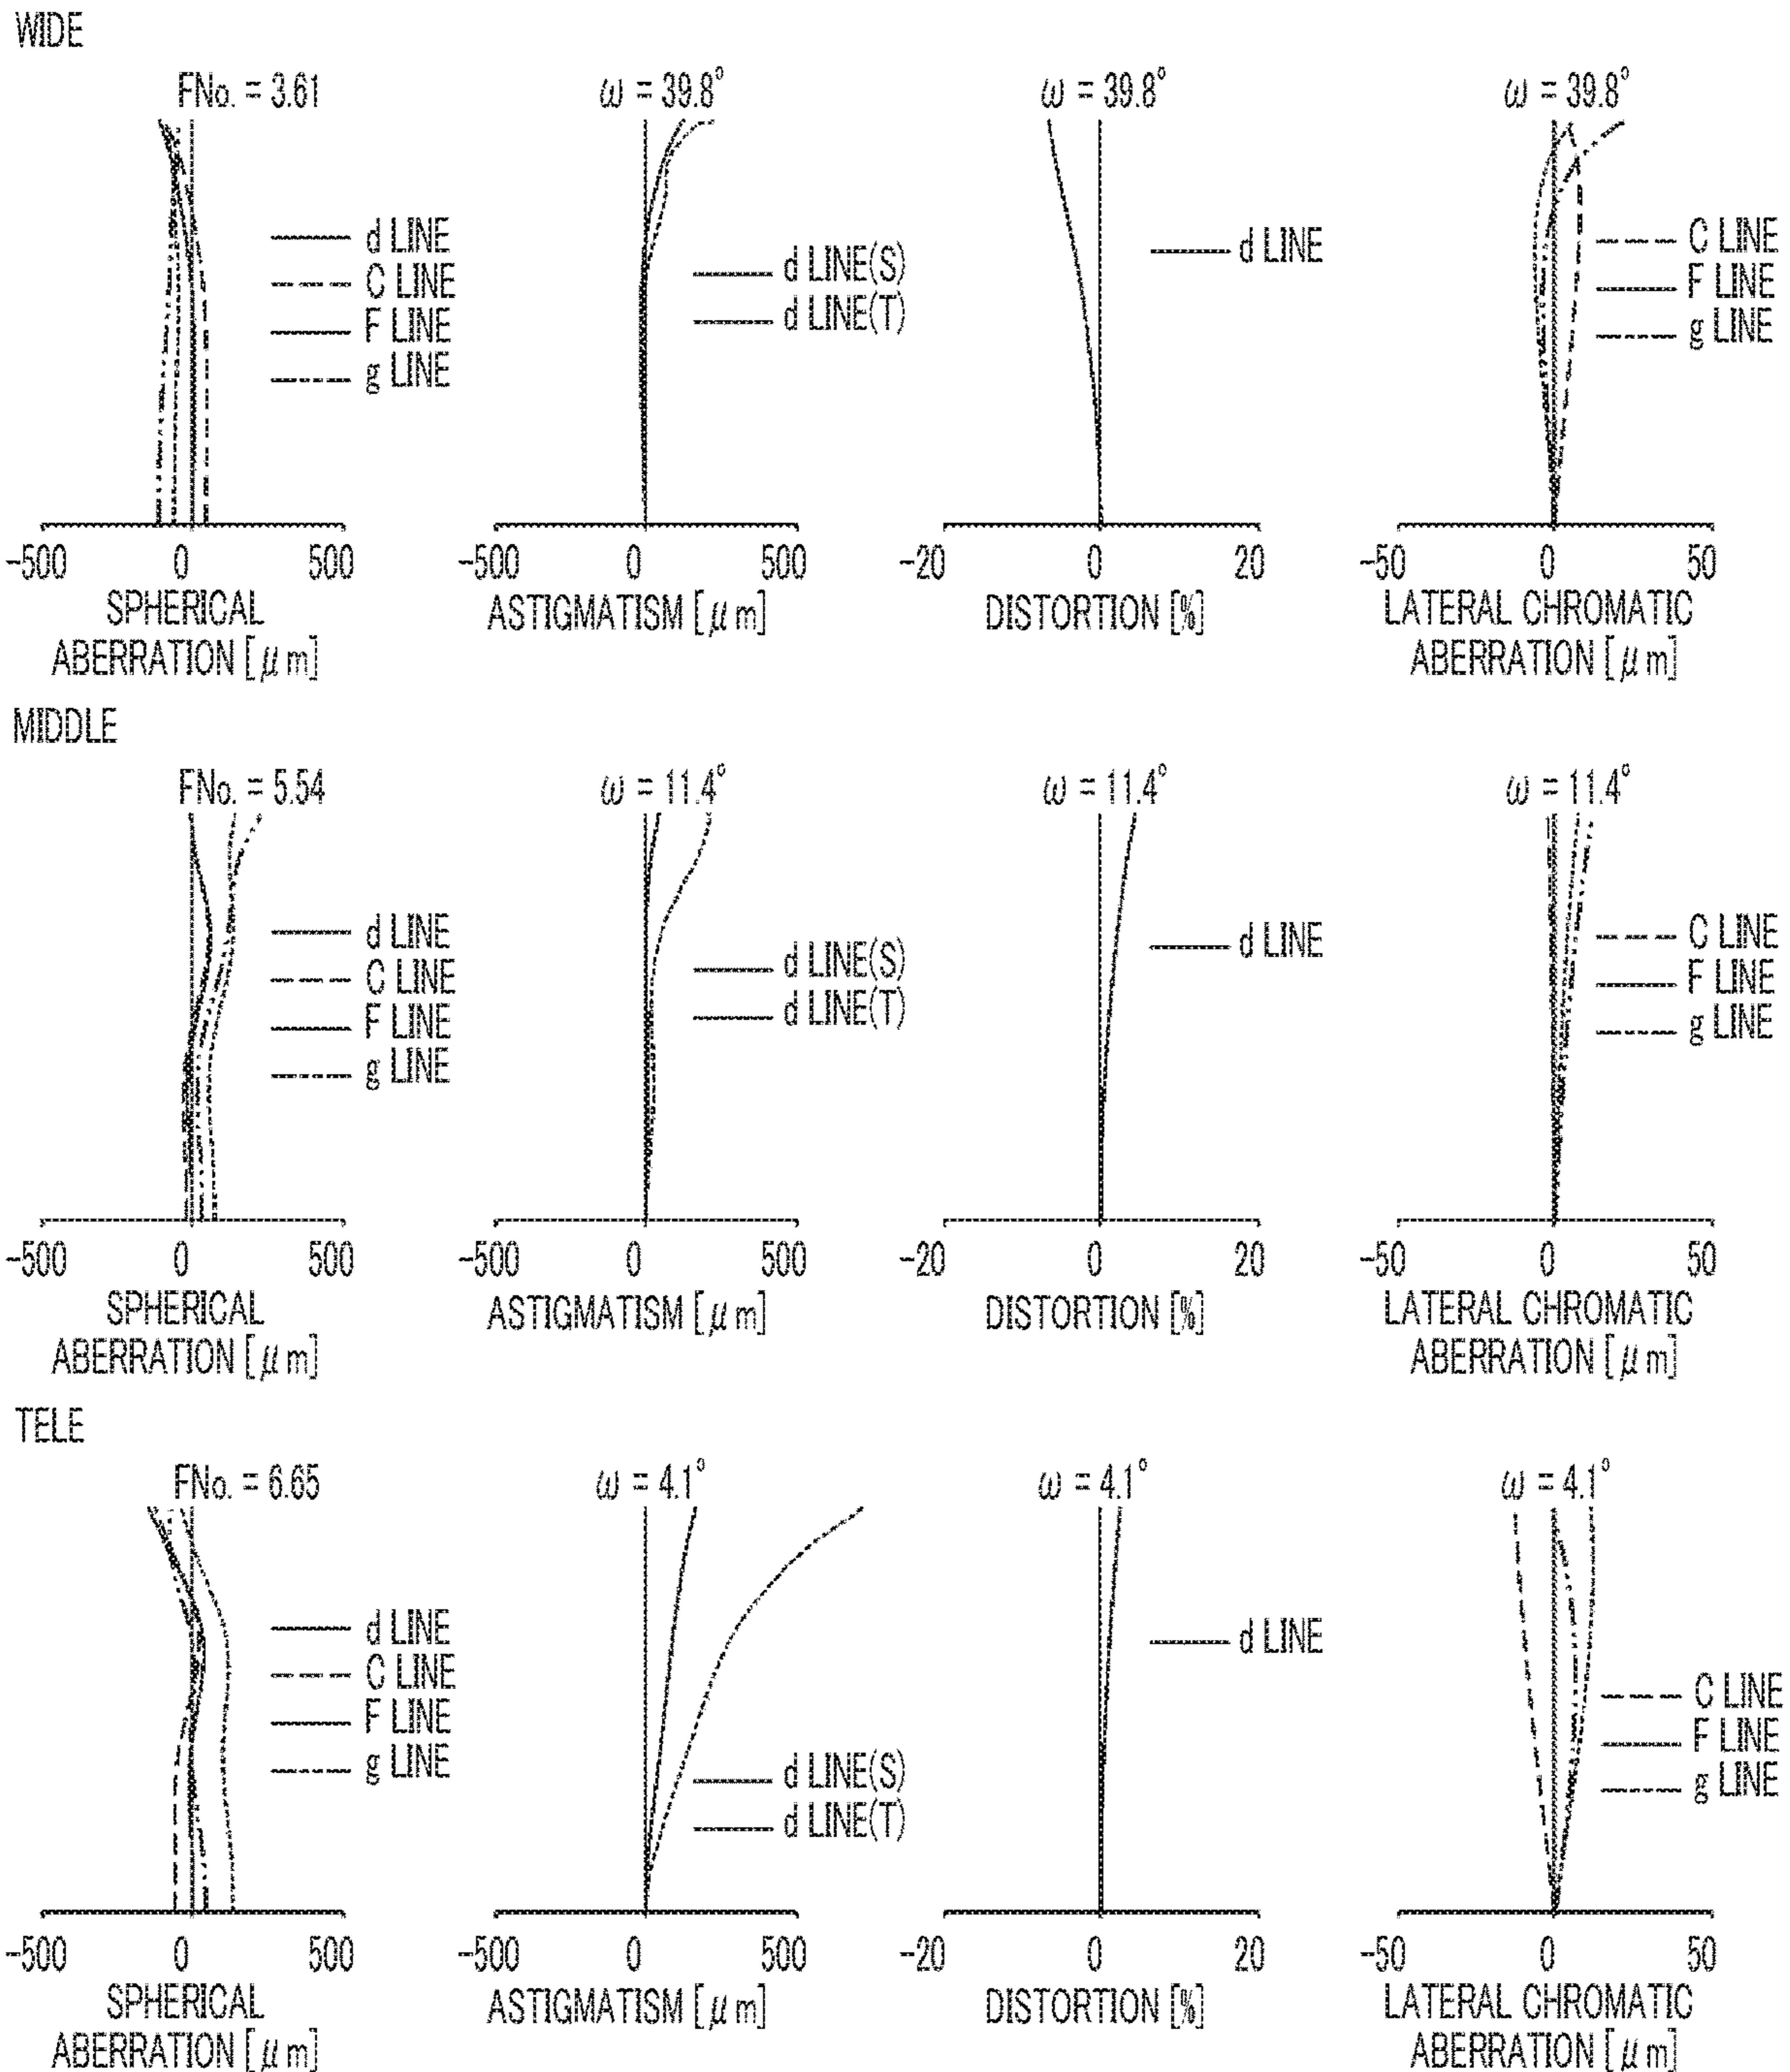 WIDE
FNo. = 3.61
d LINE
C LINE
F LINE
g LINE
-500 0 500
SPHERICAL
ABERRATION [μm]
ω = 39.8°
d LINE(S)
d LINE(T)
-500 0 500
ASTIGMATISM [μm]
ω = 39.8°
d LINE
-20 0 20
DISTORTION [%]
ω = 39.8°
C LINE
F LINE
g LINE
-50 0 50
LATERAL CHROMATIC
ABERRATION [μm]
MIDDLE
FNo. = 5.54
d LINE
C LINE
F LINE
g LINE
-500 0 500
SPHERICAL
ABERRATION [μm]
ω = 11.4°
d LINE(S)
d LINE(T)
-500 0 500
ASTIGMATISM [μm]
ω = 11.4°
d LINE
-20 0 20
DISTORTION [%]
ω = 11.4°
C LINE
F LINE
g LINE
-50 0 50
LATERAL CHROMATIC
ABERRATION [μm]
TELE
FNo. = 6.65
d LINE
C LINE
F LINE
g LINE
-500 0 500
SPHERICAL
ABERRATION [μm]
ω = 4.1°
d LINE(S)
d LINE(T)
-500 0 500
ASTIGMATISM [μm]
ω = 4.1°
d LINE
-20 0 20
DISTORTION [%]
ω = 4.1°
C LINE
F LINE
g LINE
-50 0 50
LATERAL CHROMATIC
ABERRATION [μm]